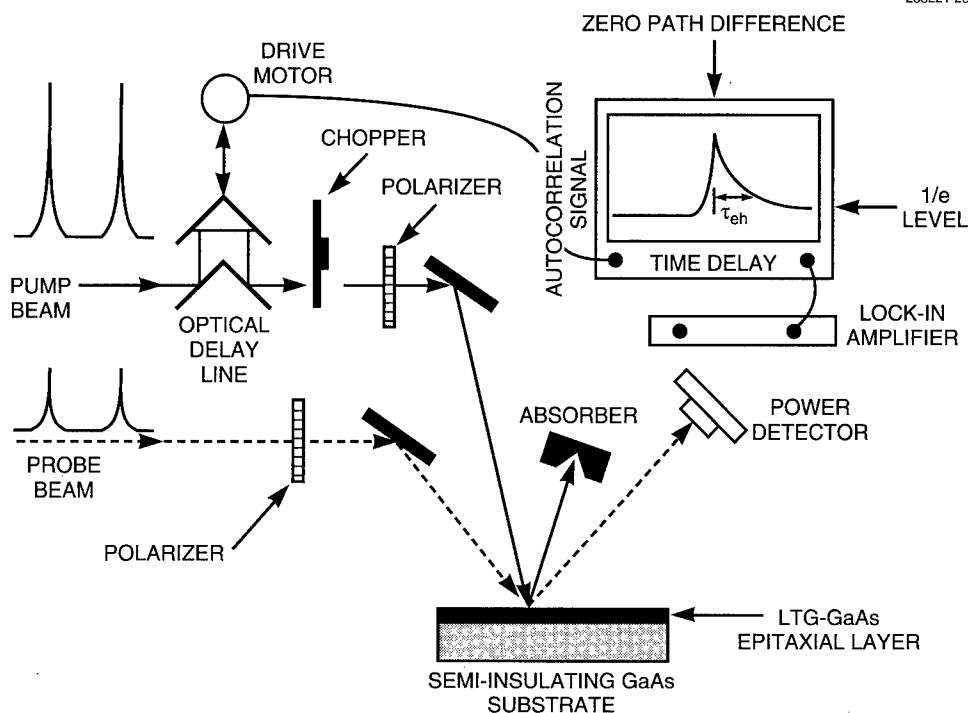 ZERO PATH DIFFERENCE
DRIVE
MOTOR
CHOPPER
POLARIZER
AUTOCORRELATION
SIGNAL
τeh
1/e
LEVEL
TIME DELAY
PUMP
BEAM
OPTICAL
DELAY
LINE
LOCK-IN
AMPLIFIER
ABSORBER
POWER
DETECTOR
PROBE
BEAM
POLARIZER
LTG-GaAs
EPITAXIAL LAYER
SEMI-INSULATING GaAs
SUBSTRATE